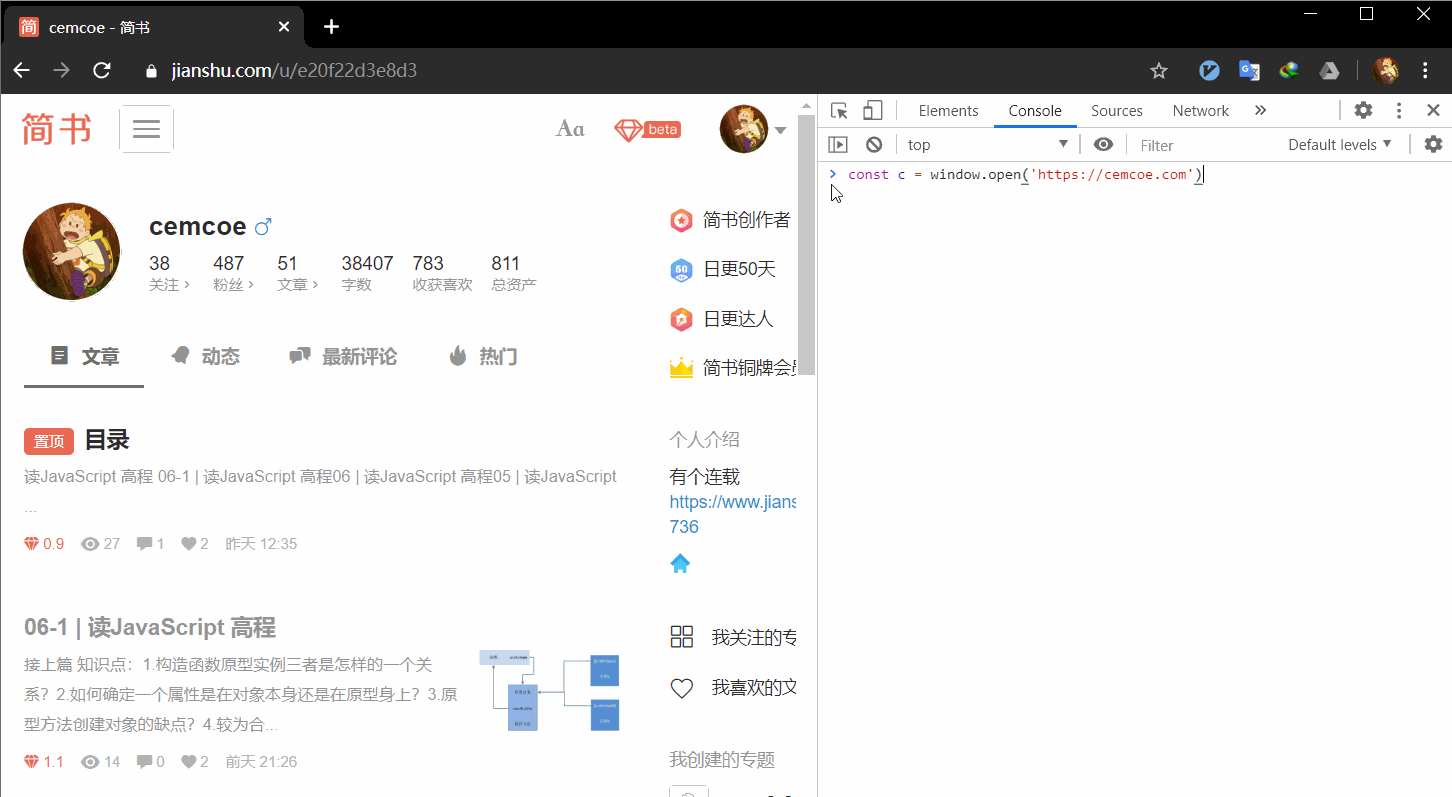 简 cemcoe - 简书
jianshu.com/u/e20f22d3e8d3
简书
Aa
beta
cemcoe
38 487 51 38407 783 811
关注 粉丝 文章 字数 收获喜欢 总资产
文章 动态 最新评论 热门
置顶 目录
读JavaScript 高程 06-1 | 读JavaScript 高程06 | 读JavaScript 高程05 | 读JavaScript
...
0.9 27 1 2 昨天 12:35
06-1 | 读JavaScript 高程
接上篇 知识点：1.构造函数原型实例三者是怎样的一个关
系？2.如何确定一个属性是在对象本身还是在原型身上？3.原
型方法创建对象的缺点？4.较为合...
1.1 14 0 2 前天 21:26
简书创作者
50 日更50天
日更达人
简书铜牌会
个人介绍
有个连载
https://www.jians
736
我关注的专
我喜欢的文
我创建的专题
Elements Console Sources Network »
top Filter Default levels
const c = window.open('https://cemcoe.com')